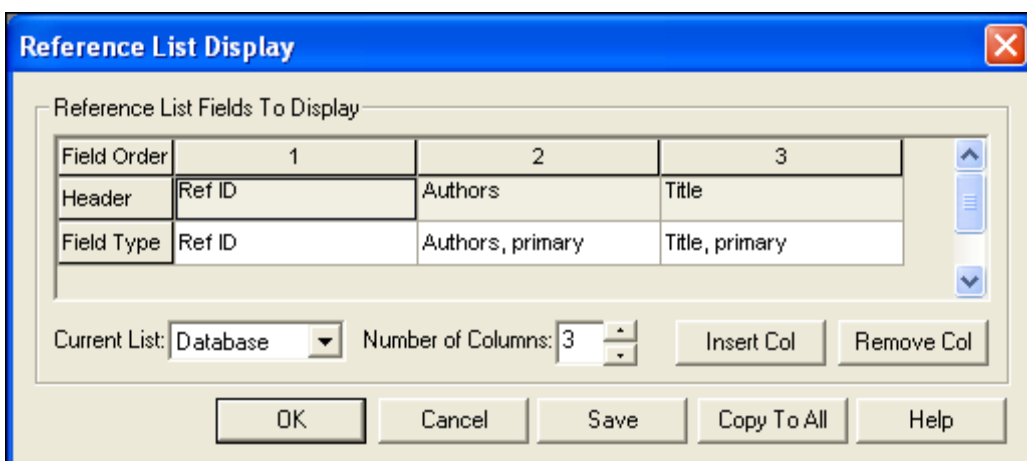 Reference List Display
Reference List Fields To Display
Field Order 1 2 3
Header Ref ID Authors Title
Field Type Ref ID Authors, primary Title, primary
Current List: Database Number of Columns: 3 Insert Col Remove Col
OK Cancel Save Copy To All Help